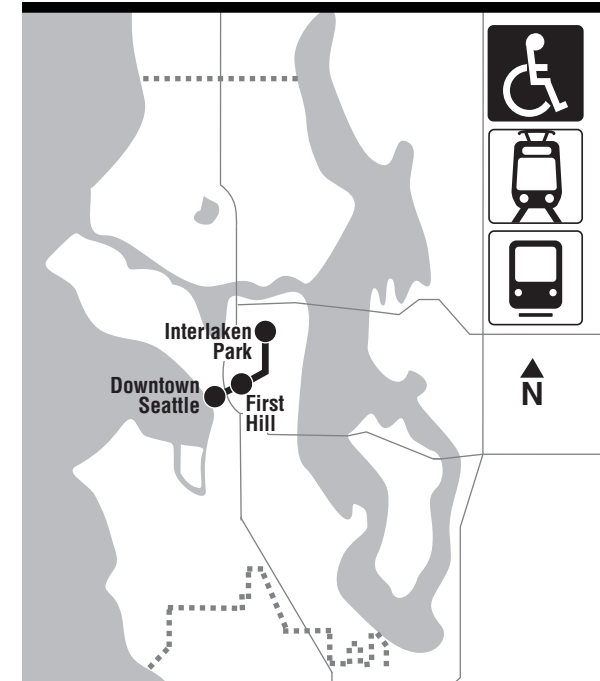 Interlaken
Park
Downtown
Seattle
First
Hill
N